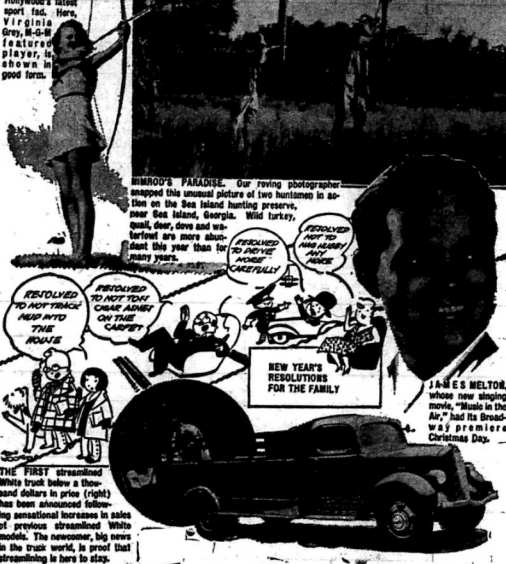 Hollywood's latest
sport fad. Here,
Virginia
Grey, M-G-M
featured
player, is
shown in
good form.
NIMROD'S PARADISE. Our roving photographer
snapped this unusual picture of two huntsmen in ac-
tion on the Sea Island hunting preserve,
near Sea Island, Georgia. Wild turkey,
quail, deer, dove and wa-
terfowl are more abun-
dant this year than for
many years.
RESOLVED
TO DRIVE
MORE
CAREFULLY
RESOLVED
NOT TO
NAG HUBBY
ANY
MORE
RESOLVED
TO NOT TRACK
MUD INTO
THE
HOUSE
RESOLVED
TO NOT TOSS
CIGAR ASHES
ON THE
CARPET
NEW YEAR'S
RESOLUTIONS
FOR THE FAMILY
JAMES MELTON,
whose new singing
movie, "Music in the
Air," had its Broad-
way premiere
Christmas Day.
THE FIRST streamlined
White truck below a thou-
sand dollars in price (right)
has been announced follow-
ing sensational increases in sales
of previous streamlined White
models. The newcomer, big news
in the truck world, is proof that
streamlining is here to stay.